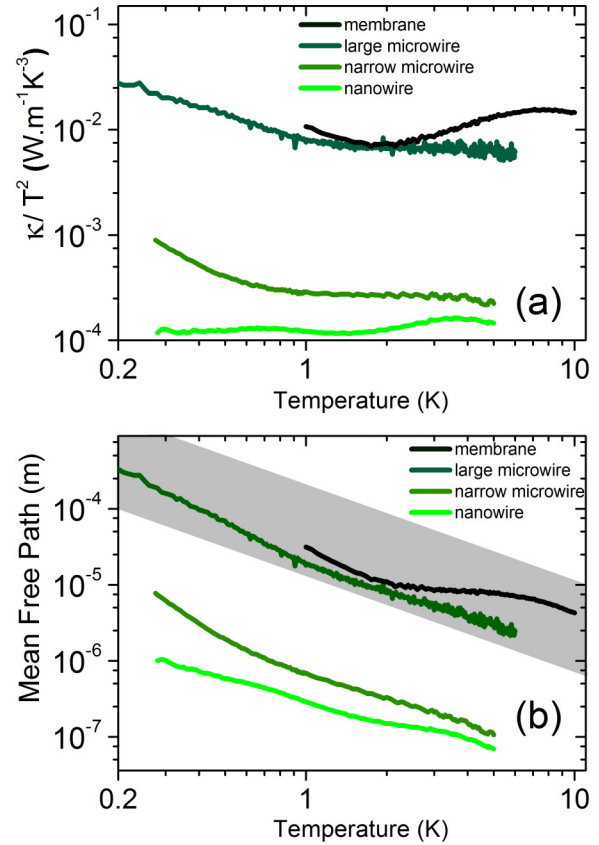 10⁻¹
10⁻²
10⁻³
10⁻⁴
κ/ T² (W.m⁻¹K⁻³)
membrane
large microwire
narrow microwire
nanowire
(a)
0.2
1
10
Temperature (K)
10⁻⁴
10⁻⁵
10⁻⁶
10⁻⁷
Mean Free Path (m)
membrane
large microwire
narrow microwire
nanowire
(b)
0.2
1
10
Temperature (K)